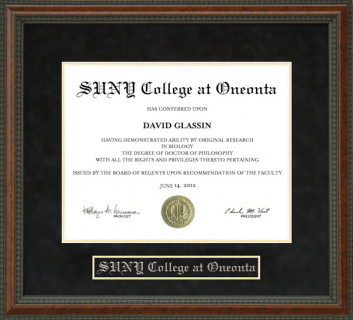 SUNY College at Oneonta
HAS CONFERRED UPON
DAVID GLASSIN
HAVING DEMONSTRATED ABILITY BY ORIGINAL RESEARCH
IN BIOLOGY
THE DEGREE OF DOCTOR OF PHILOSOPHY
WITH ALL THE RIGHTS AND PRIVILEGES THERETO PERTAINING
ISSUED BY THE BOARD OF REGENTS UPON RECOMMENDATION OF THE FACULTY
JUNE 14, 2012
PROVOST
PRESIDENT
SUNY College at Oneonta